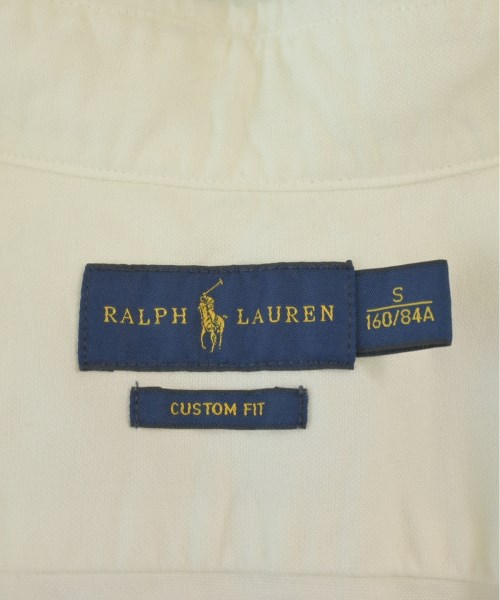 RALPH LAUREN
S
160/84A
CUSTOM FIT